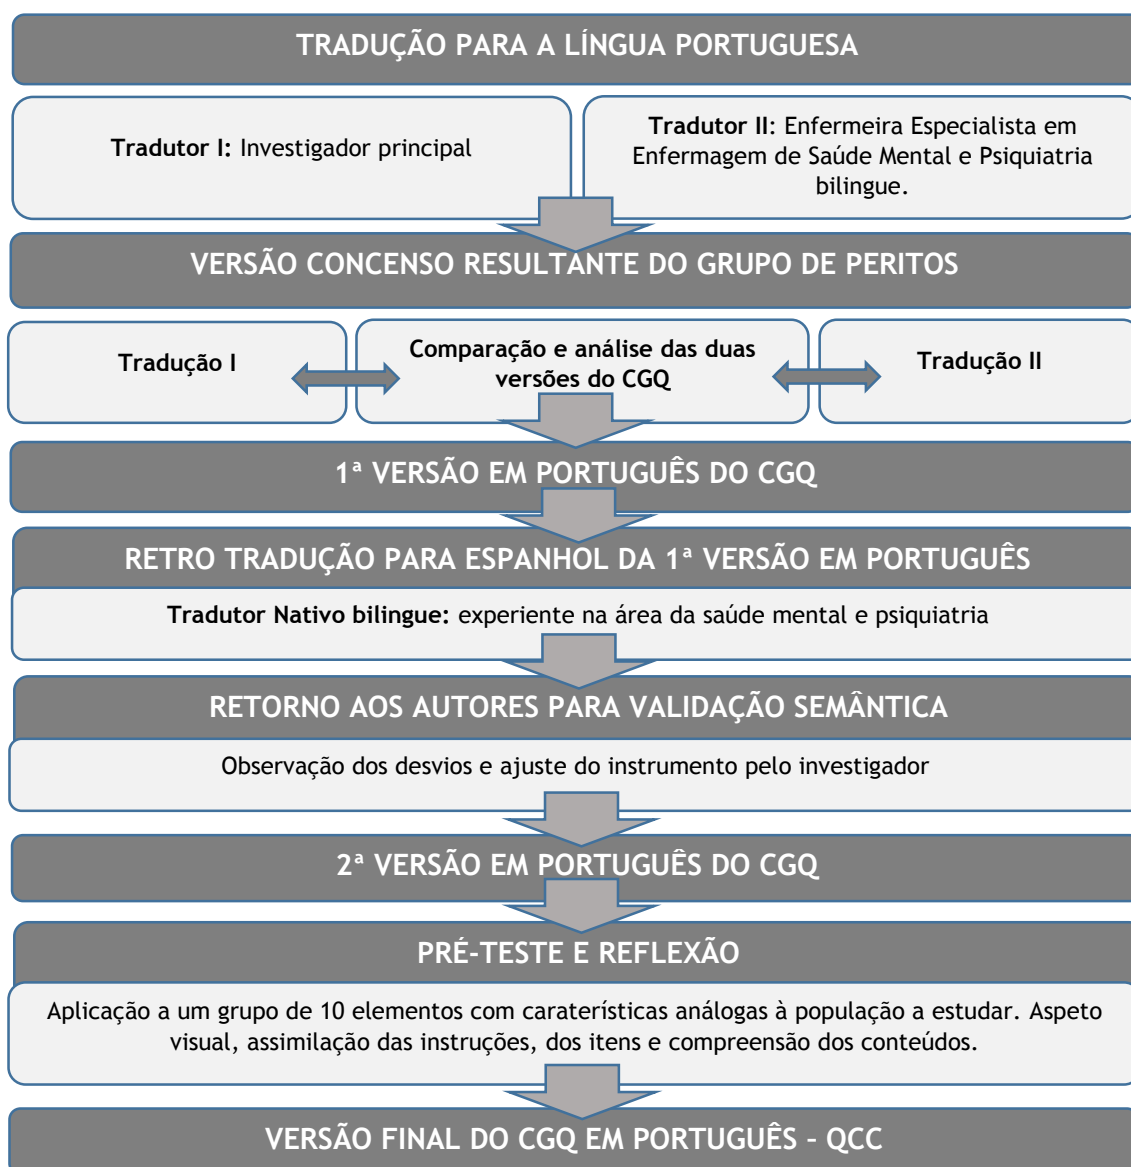 TRADUÇÃO PARA A LÍNGUA PORTUGUESA
Tradutor I: Investigador principal
Tradutor II: Enfermeira Especialista em
Enfermagem de Saúde Mental e Psiquiatria
bilingue.
VERSÃO CONCENSO RESULTANTE DO GRUPO DE PERITOS
Tradução I
Comparação e análise das duas
versões do CGQ
Tradução II
1ª VERSÃO EM PORTUGUÊS DO CGQ
RETRO TRADUÇÃO PARA ESPANHOL DA 1ª VERSÃO EM PORTUGUÊS
Tradutor Nativo bilingue: experiente na área da saúde mental e psiquiatria
RETORNO AOS AUTORES PARA VALIDAÇÃO SEMÂNTICA
Observação dos desvios e ajuste do instrumento pelo investigador
2ª VERSÃO EM PORTUGUÊS DO CGQ
PRÉ-TESTE E REFLEXÃO
Aplicação a um grupo de 10 elementos com caraterísticas análogas à população a estudar. Aspeto
visual, assimilação das instruções, dos itens e compreensão dos conteúdos.
VERSÃO FINAL DO CGQ EM PORTUGUÊS – QCC